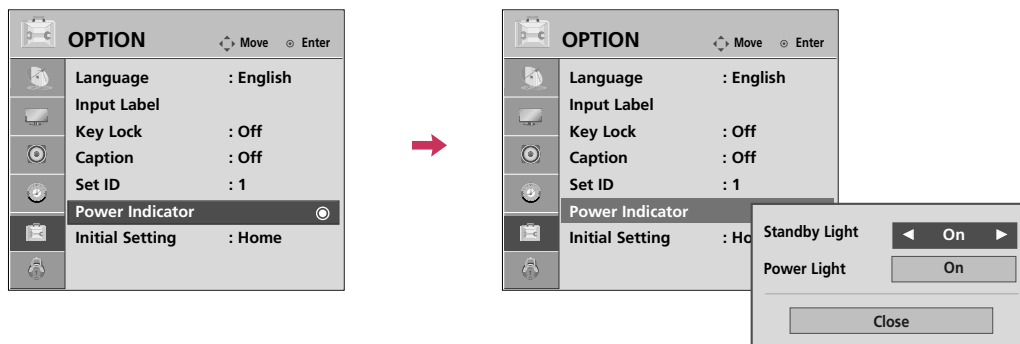 OPTION Move Enter
Language : English
Input Label
Key Lock : Off
Caption : Off
Set ID : 1
Power Indicator
Initial Setting : Home
OPTION Move Enter
Language : English
Input Label
Key Lock : Off
Caption : Off
Set ID : 1
Power Indicator
Initial Setting : Ho
Standby Light ◀ On ▶
Power Light On
Close